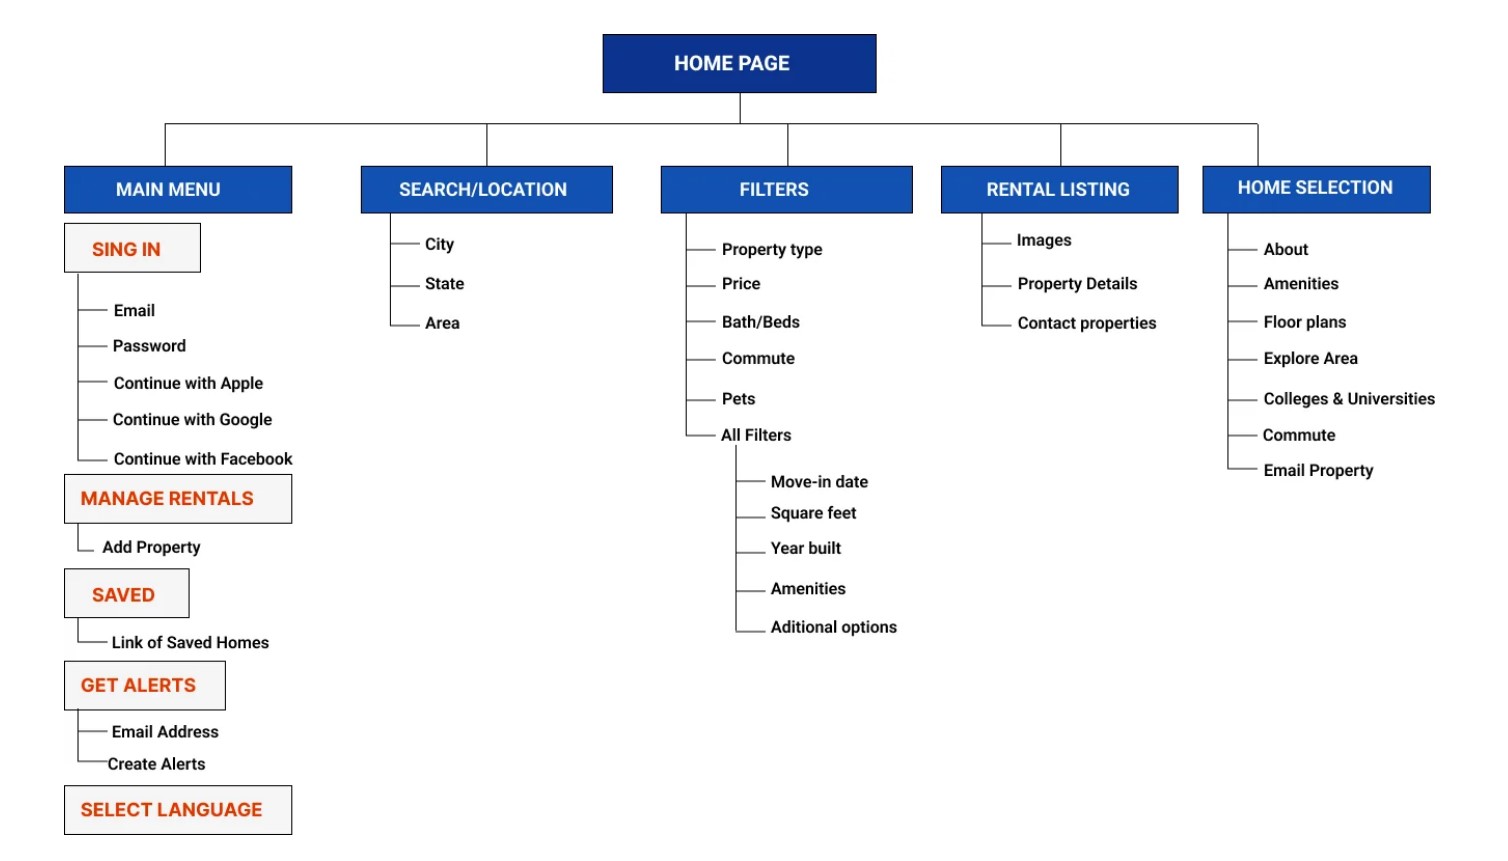 HOME PAGE
MAIN MENU
SING IN
Email
Password
Continue with Apple
Continue with Google
Continue with Facebook
MANAGE RENTALS
Add Property
SAVED
Link of Saved Homes
GET ALERTS
Email Address
Create Alerts
SELECT LANGUAGE
SEARCH/LOCATION
City
State
Area
FILTERS
Property type
Price
Bath/Beds
Commute
Pets
All Filters
Move-in date
Square feet
Year built
Amenities
Aditional options
RENTAL LISTING
Images
Property Details
Contact properties
HOME SELECTION
About
Amenities
Floor plans
Explore Area
Colleges & Universities
Commute
Email Property